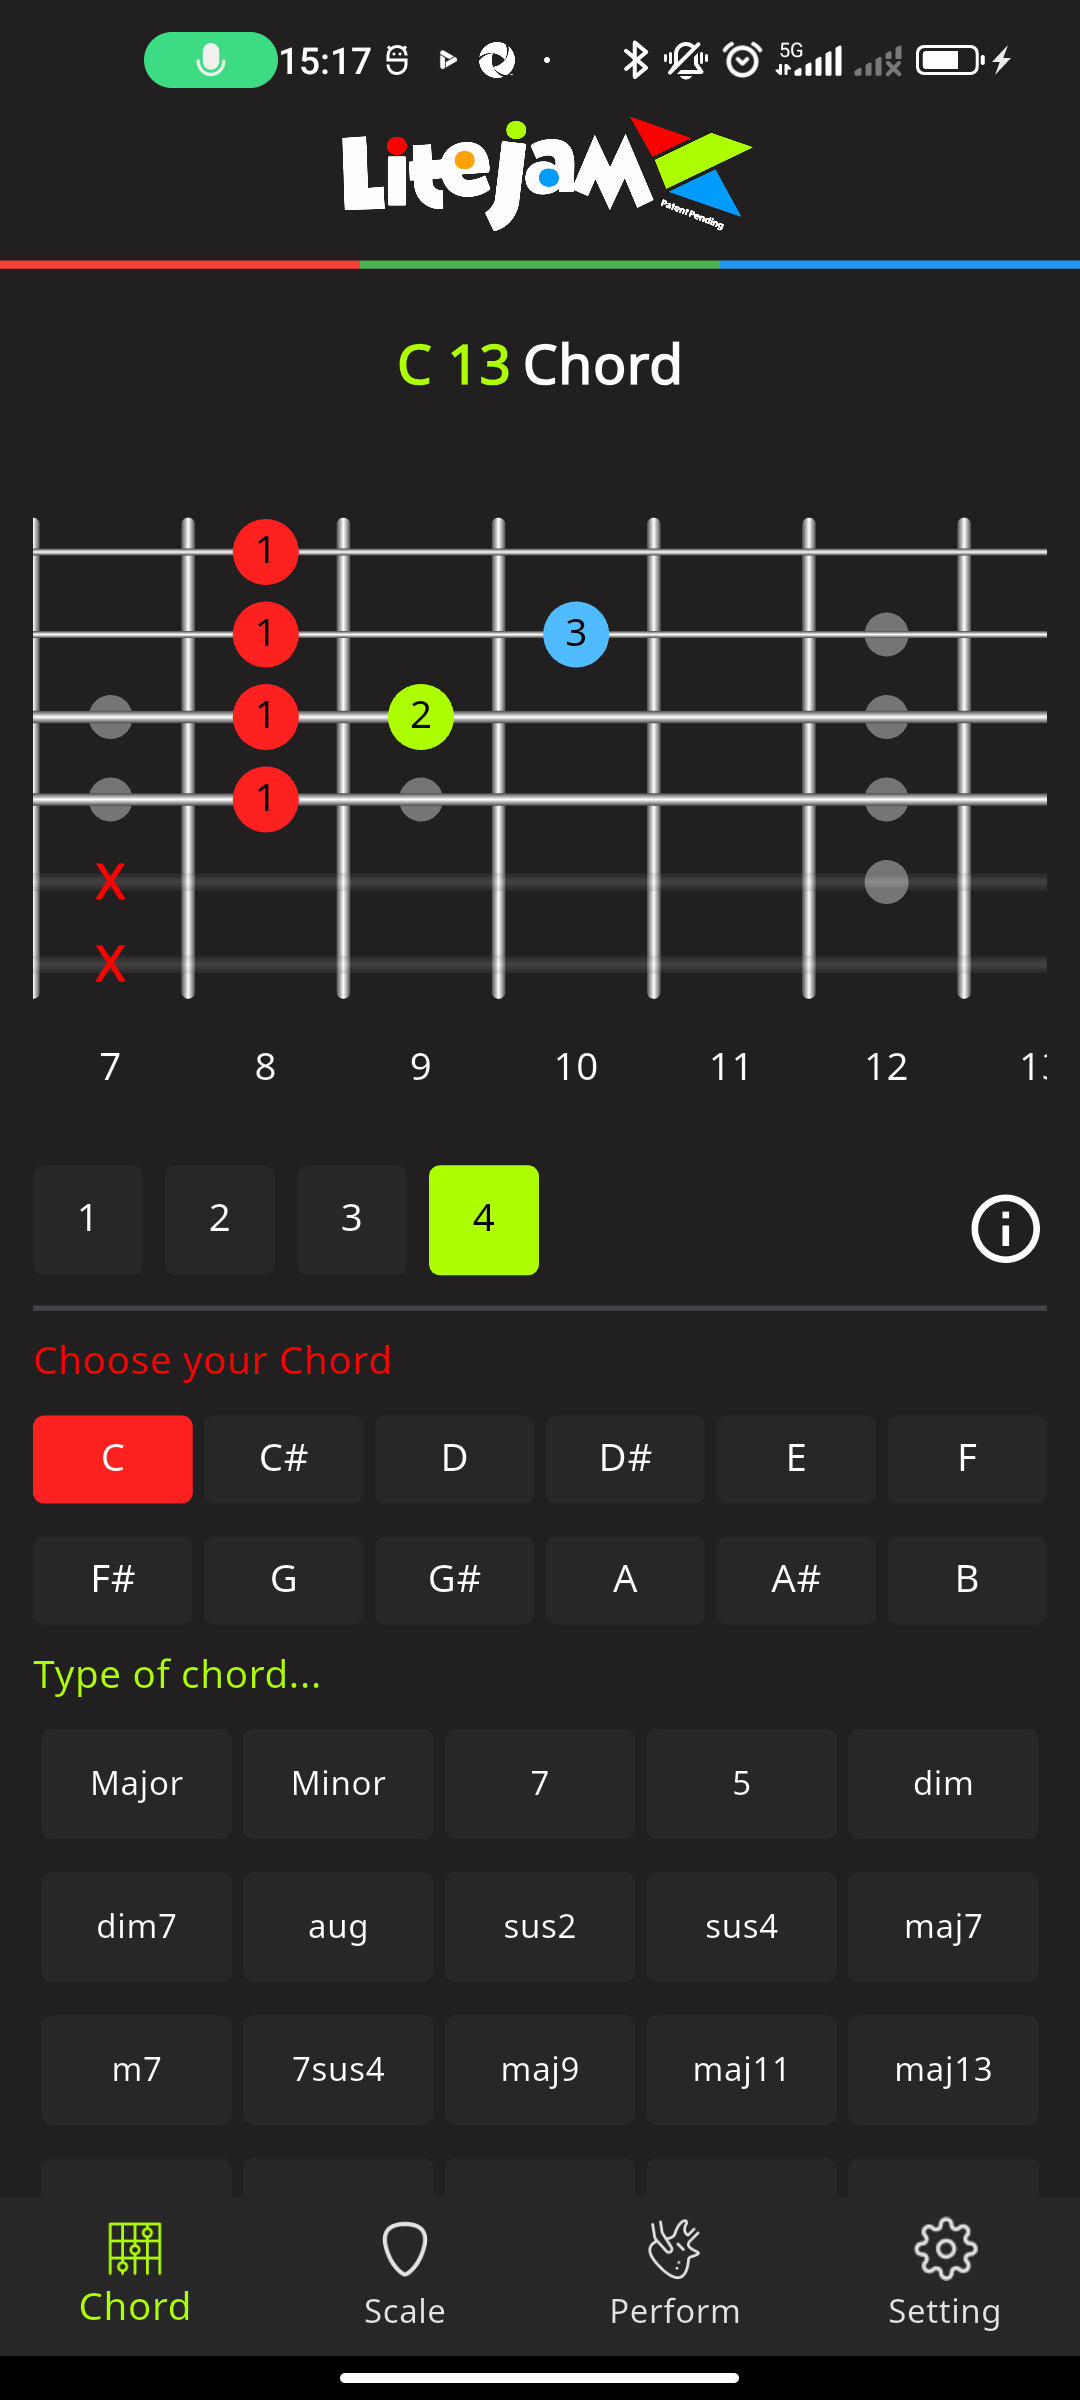 15:17 5G
Litejam
Patent Pending
C 13 Chord
1
1 3
1 2
1
X
X
7 8 9 10 11 12
1 2 3 4
Choose your Chord
C C# D D# E F
F# G G# A A# B
Type of chord...
Major Minor 7 5 dim
dim7 aug sus2 sus4 maj7
m7 7sus4 maj9 maj11 maj13
Chord Scale Perform Setting